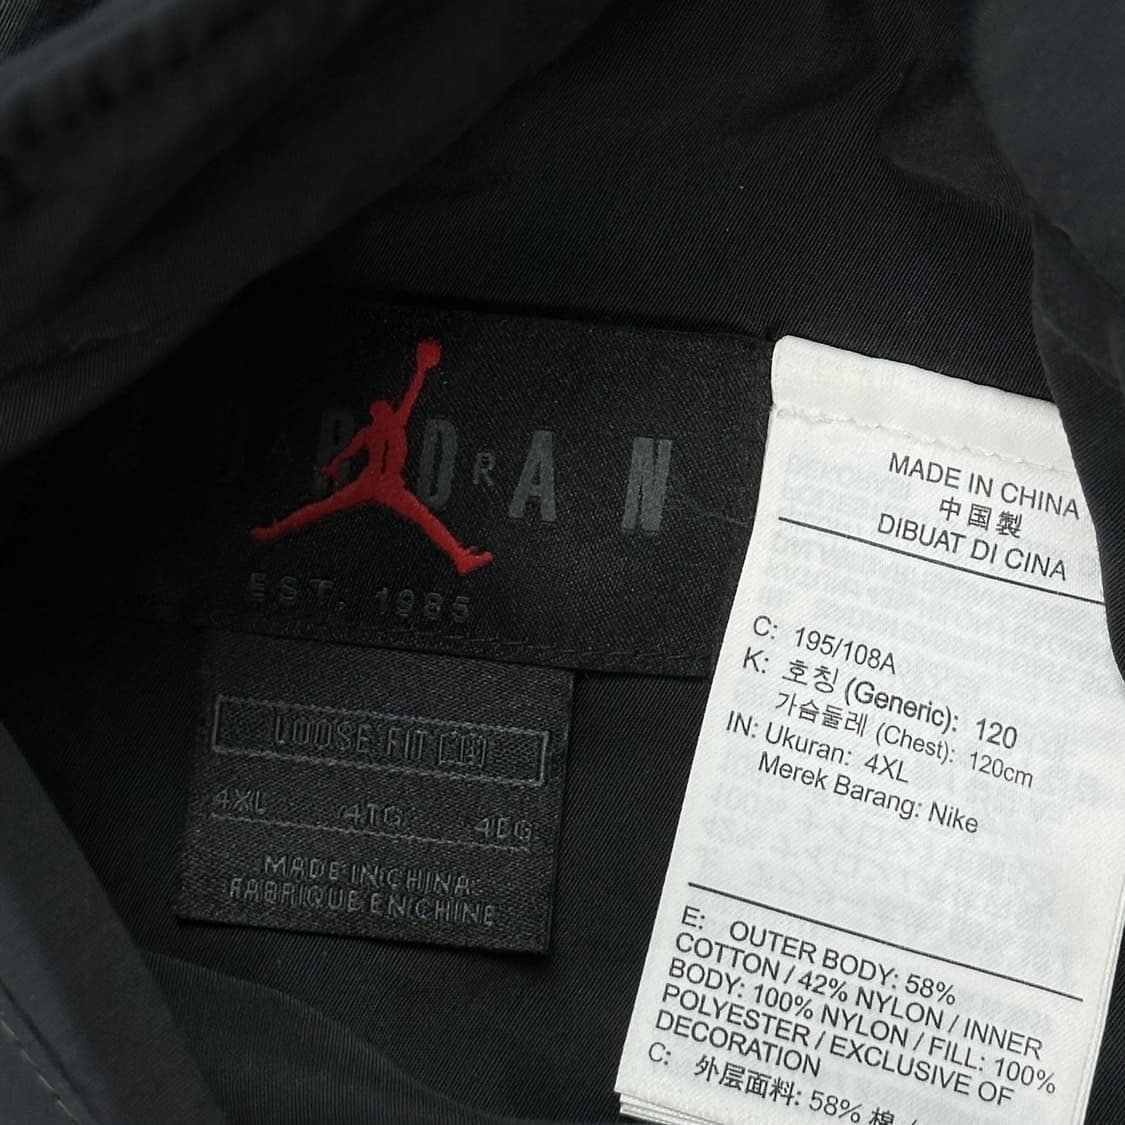 JORDAN
EST. 1985
LOOSE FIT
4XL 4TG 4EG
MADE IN CHINA
FABRIQUE EN CHINE
MADE IN CHINA
中国製
DIBUAT DI CINA
C: 195/108A
K: 호칭 (Generic): 120
가슴둘레 (Chest): 120cm
IN: Ukuran: 4XL
Merek Barang: Nike
E: OUTER BODY: 58%
COTTON / 42% NYLON / INNER
BODY: 100% NYLON / FILL: 100%
POLYESTER / EXCLUSIVE OF
DECORATION
C: 外层面料: 58% 棉 /